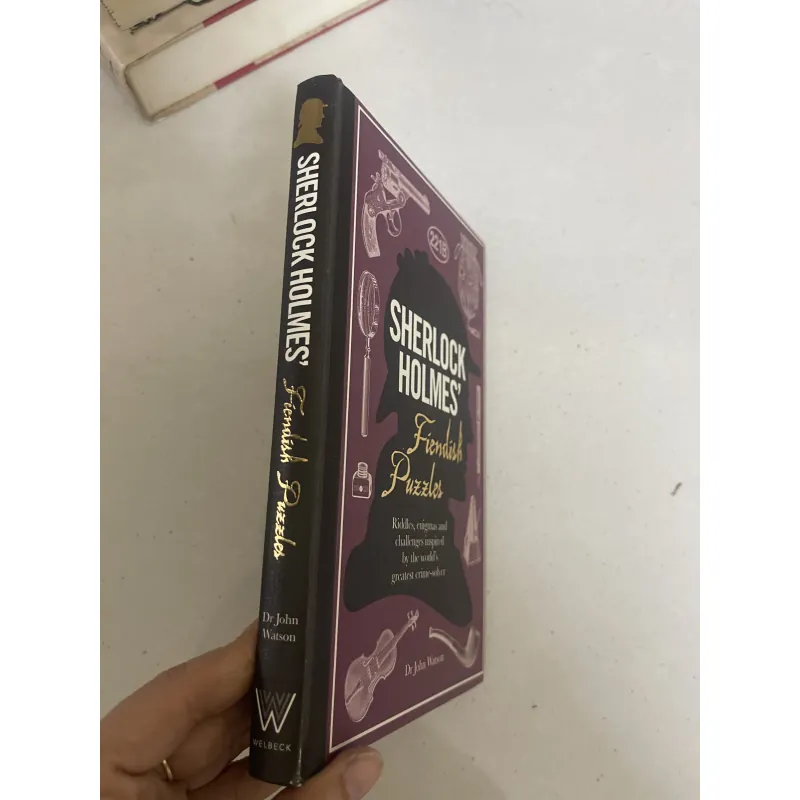 SHERLOCK HOLMES'
Fiendish Puzzles
Dr John
Watson
W
WELBECK
221B
SHERLOCK
HOLMES'
Fiendish
Puzzles
Riddles, enigmas and
challenges inspired
by the world's
greatest crime-solver
Dr John Watson